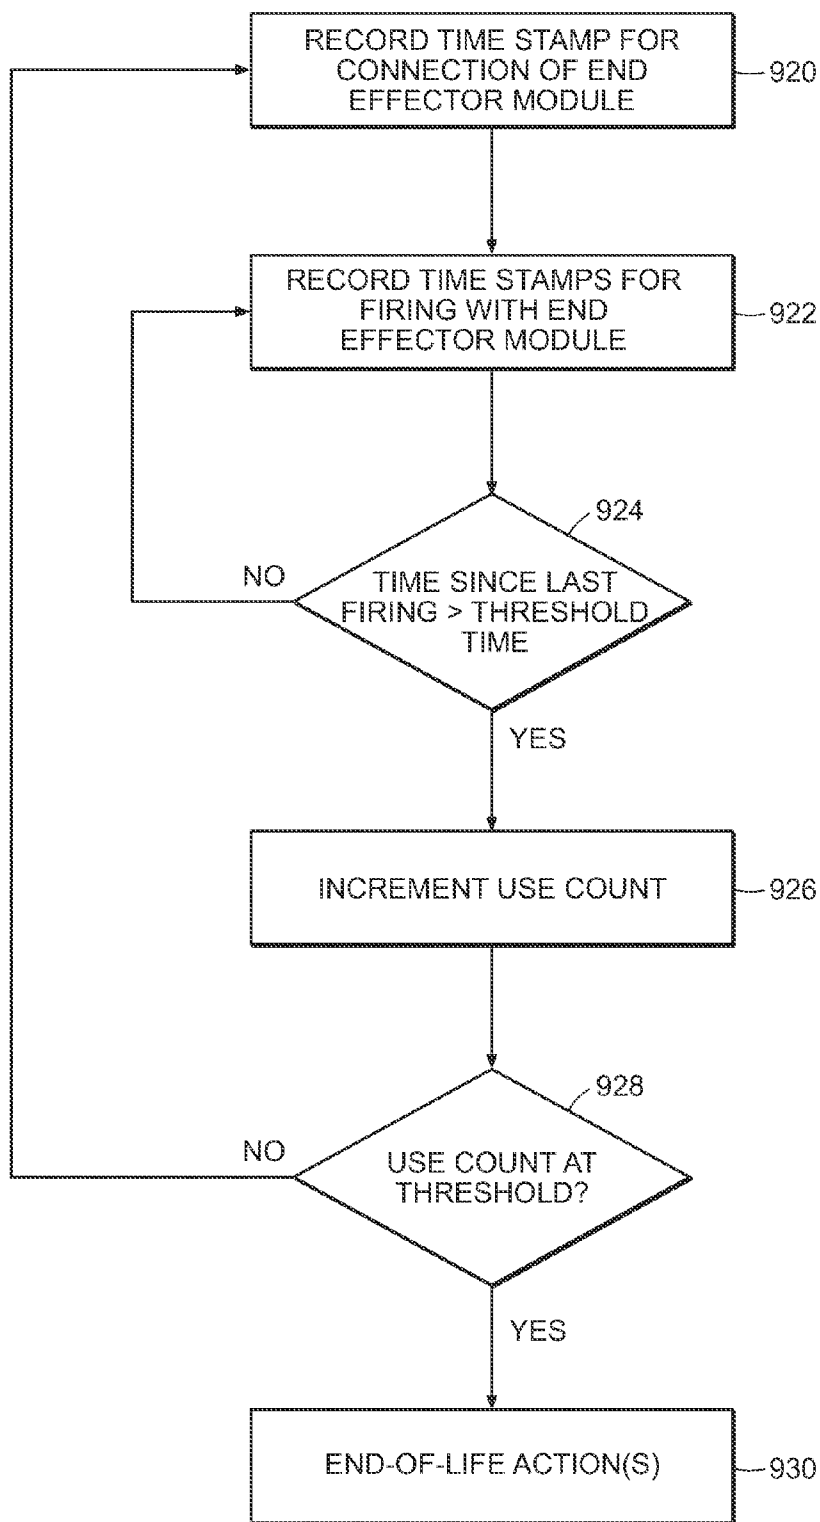 RECORD TIME STAMP FOR
CONNECTION OF END
EFFECTOR MODULE
920
RECORD TIME STAMPS FOR
FIRING WITH END
EFFECTOR MODULE
922
924
NO
TIME SINCE LAST
FIRING > THRESHOLD
TIME
YES
INCREMENT USE COUNT
926
928
NO
USE COUNT AT
THRESHOLD?
YES
END-OF-LIFE ACTION(S)
930